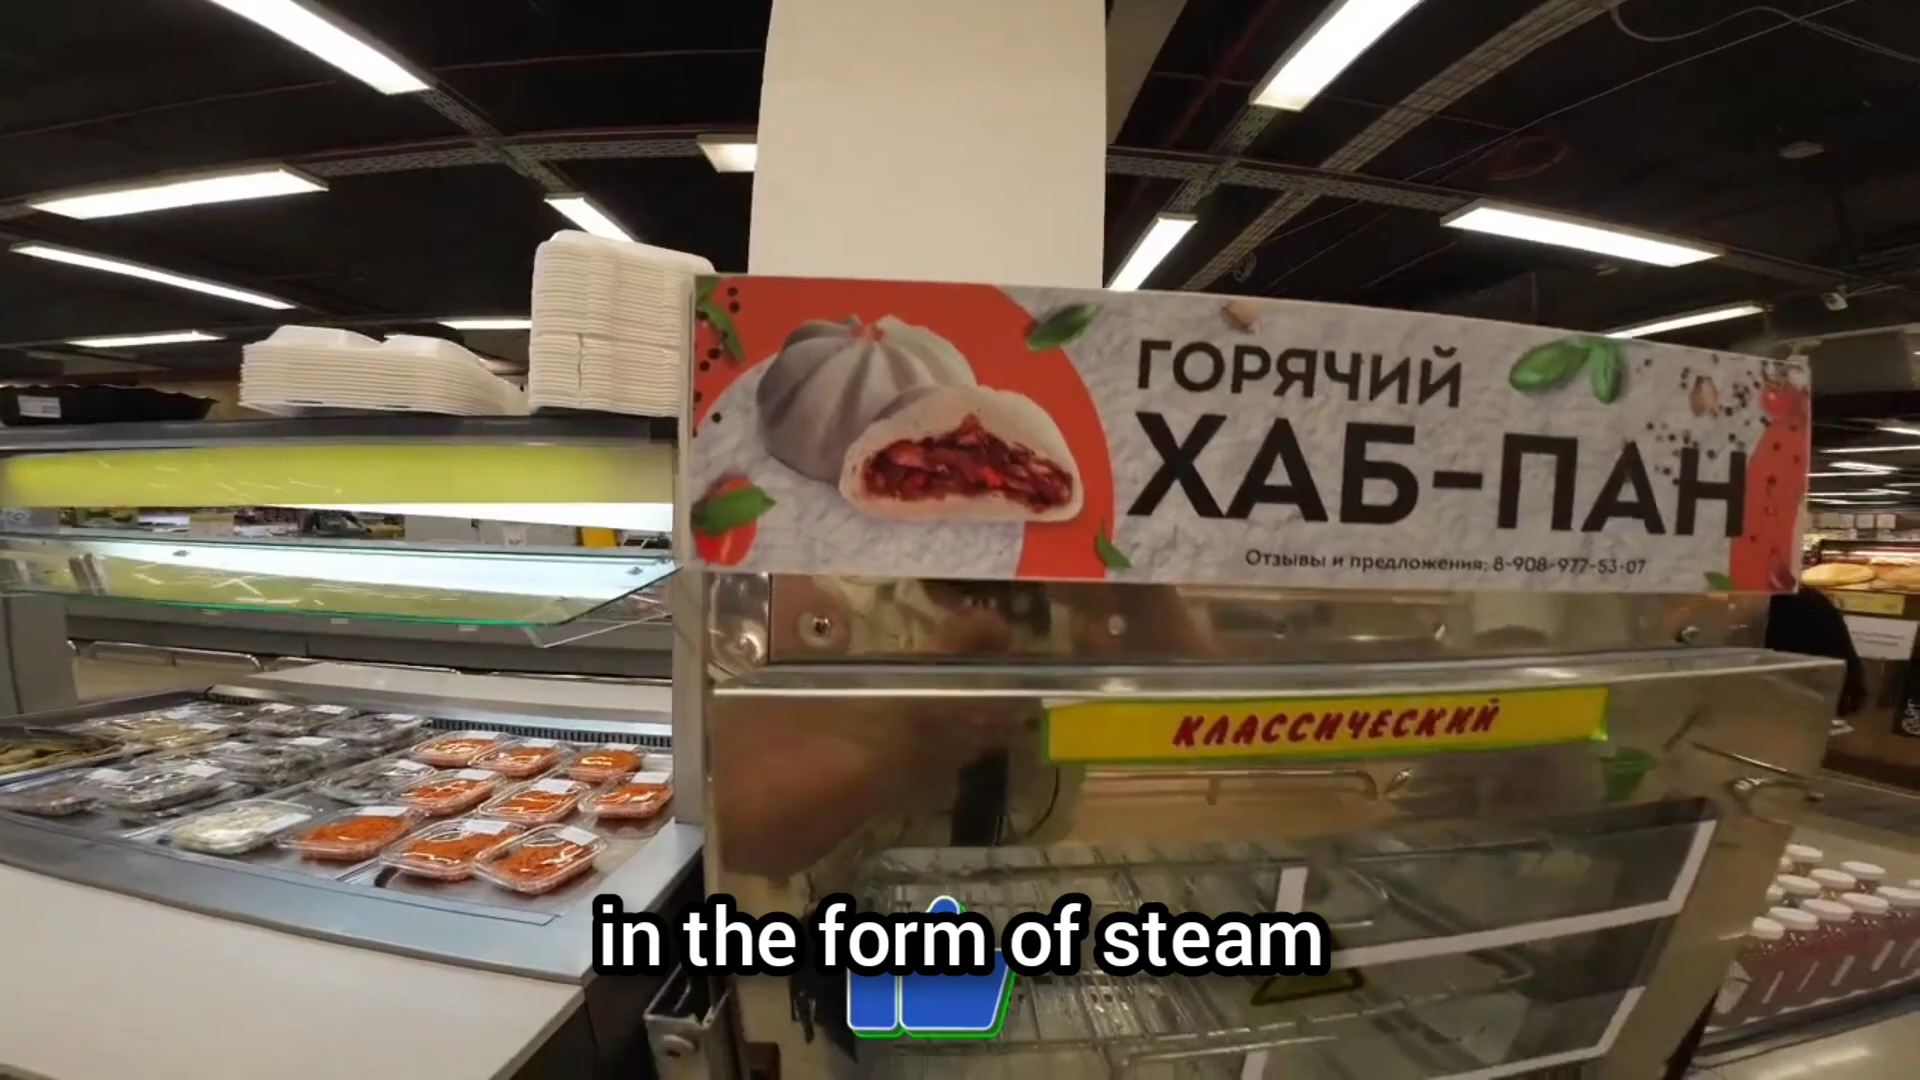 ГОРЯЧИЙ
ХАБ-ПАН
Отзывы и предложения: 8-908-977-53-07
КЛАССИЧЕСКИЙ
in the form of steam